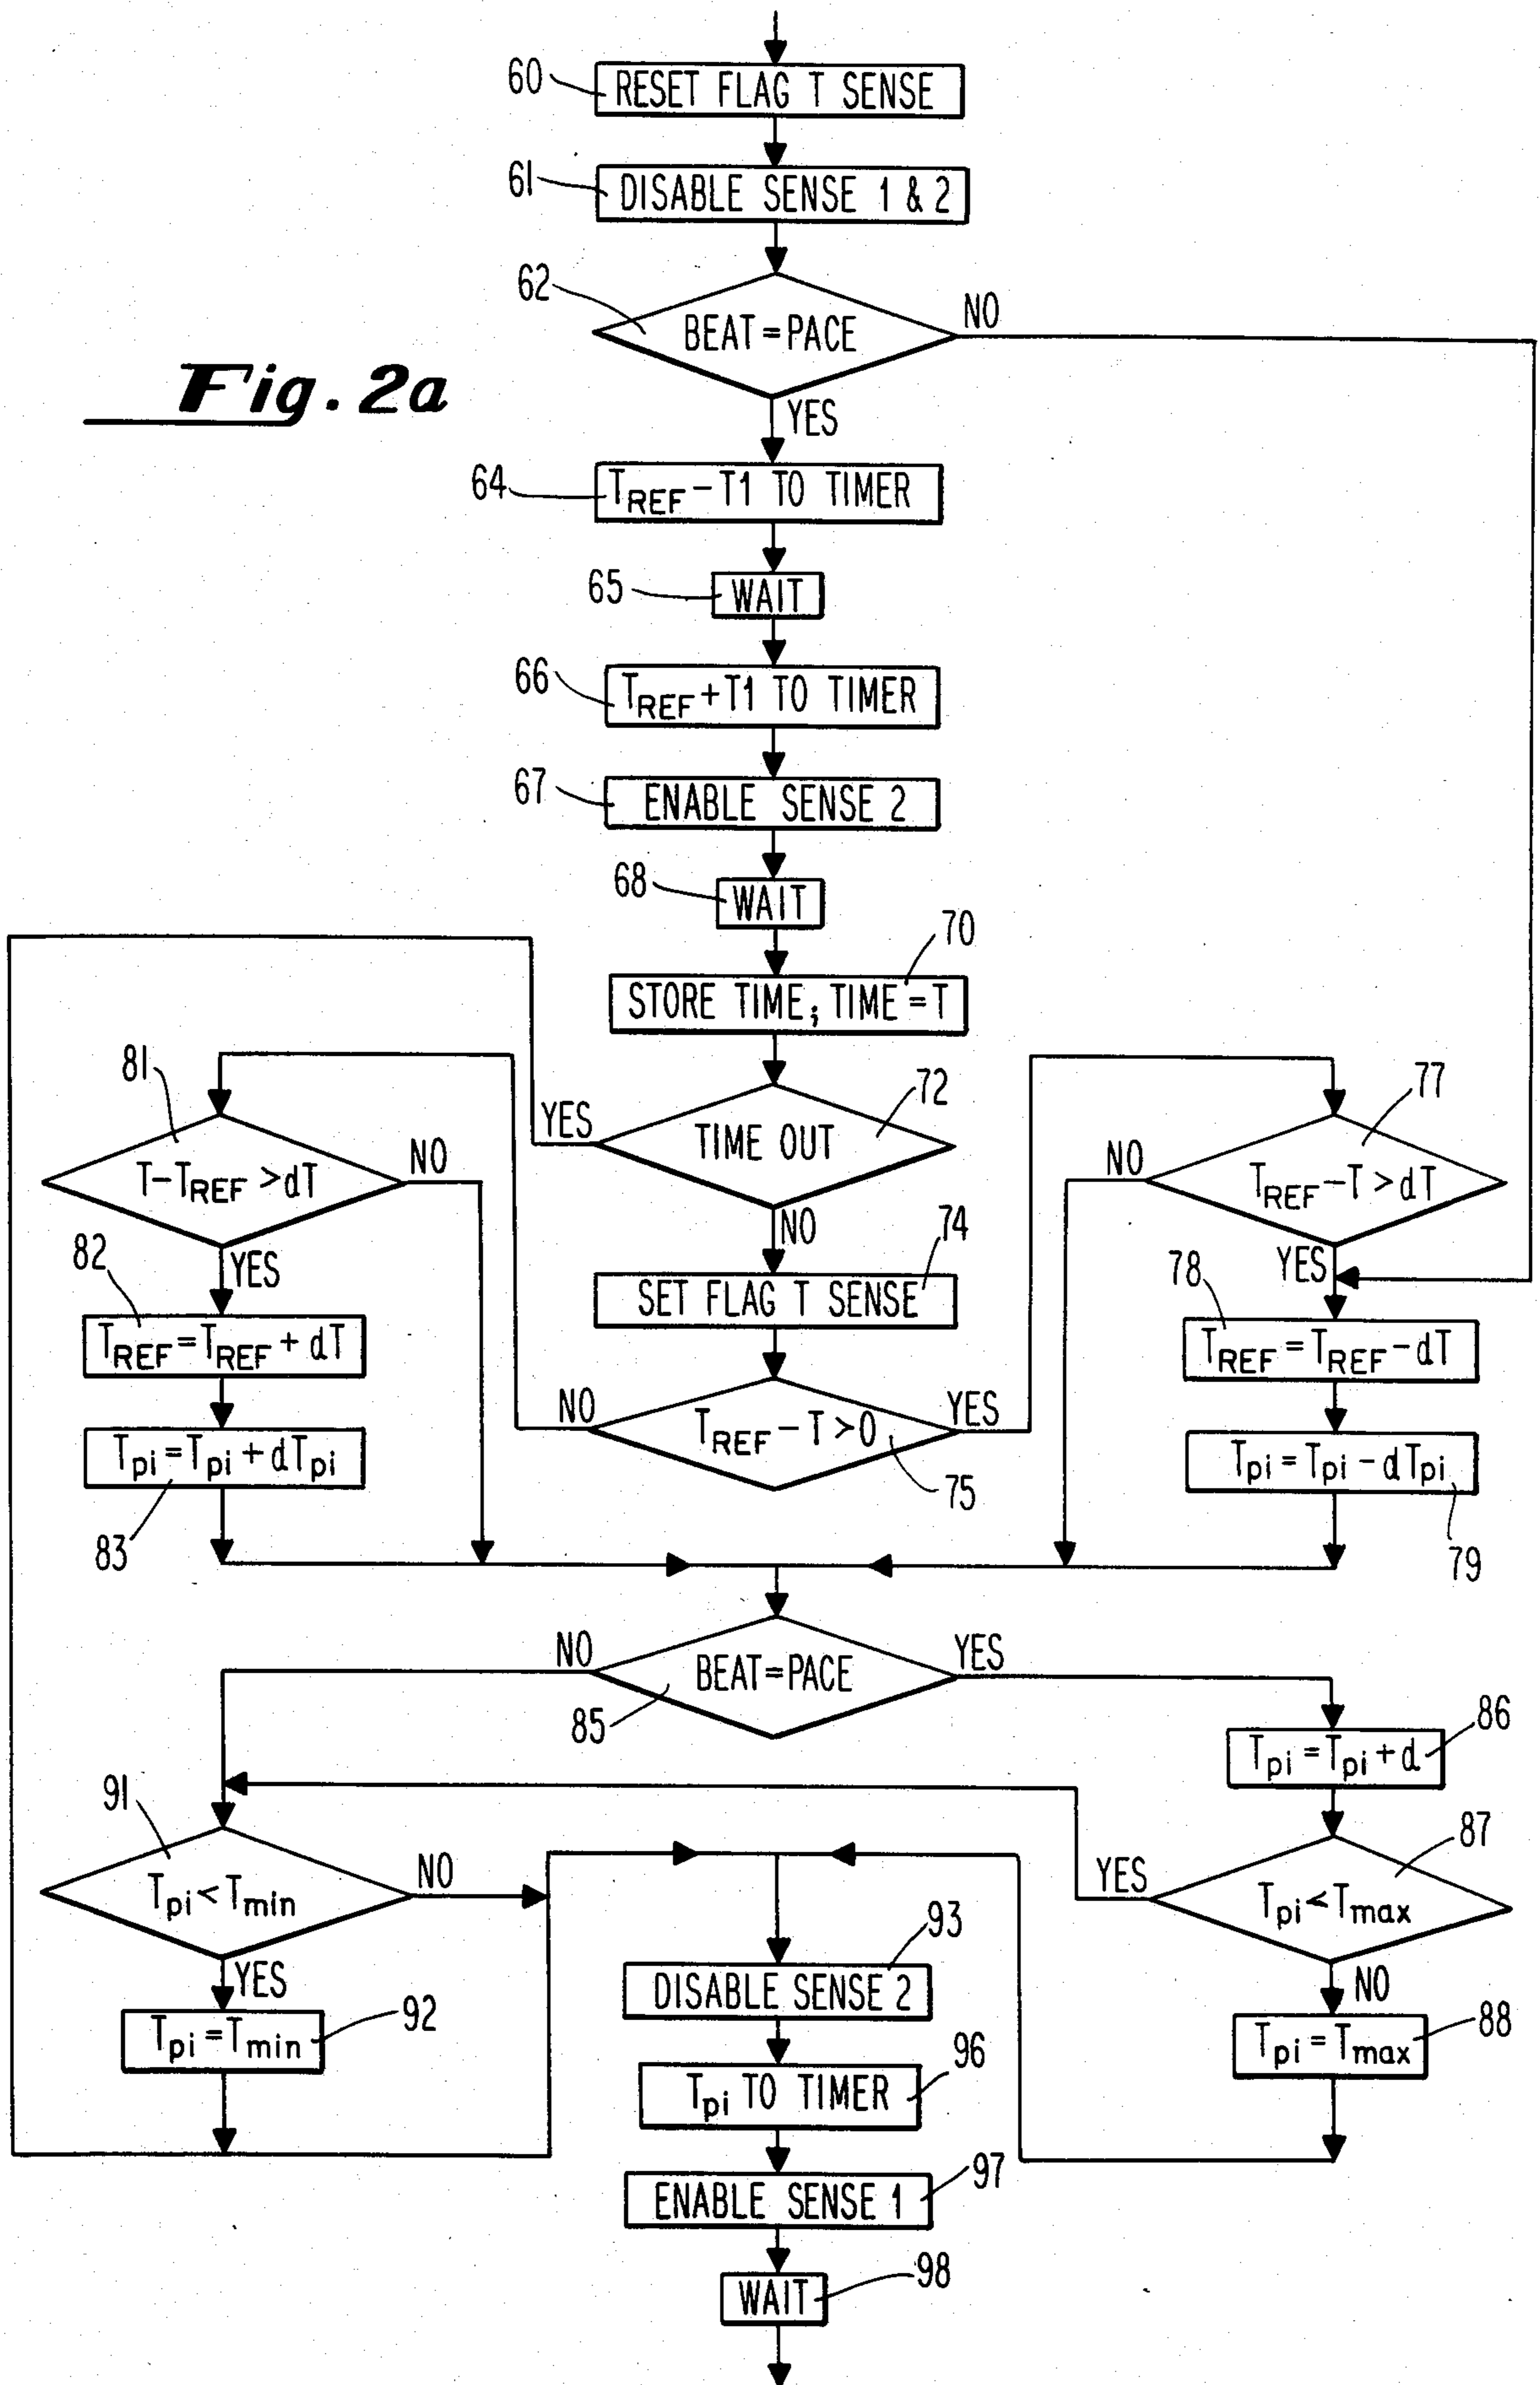 60
RESET FLAG T SENSE
61
DISABLE SENSE 1 & 2
62
BEAT = PACE
NO
Fig. 2a
YES
64
TREF - T1 TO TIMER
65
WAIT
66
TREF + T1 TO TIMER
67
ENABLE SENSE 2
68
WAIT
70
STORE TIME; TIME = T
81
72
77
YES
TIME OUT
T - TREF > dT
NO
NO
TREF - T > dT
82
YES
NO
74
78
YES
TREF = TREF + dT
SET FLAG T SENSE
TREF = TREF - dT
NO
TREF - T > 0
YES
75
Tpi = Tpi + dTpi
83
Tpi = Tpi - dTpi
79
NO
BEAT = PACE
YES
85
86
Tpi = Tpi + d
91
87
Tpi < Tmin
NO
YES
Tpi < Tmax
93
YES
DISABLE SENSE 2
NO
92
Tpi = Tmin
88
Tpi = Tmax
96
Tpi TO TIMER
97
ENABLE SENSE 1
98
WAIT